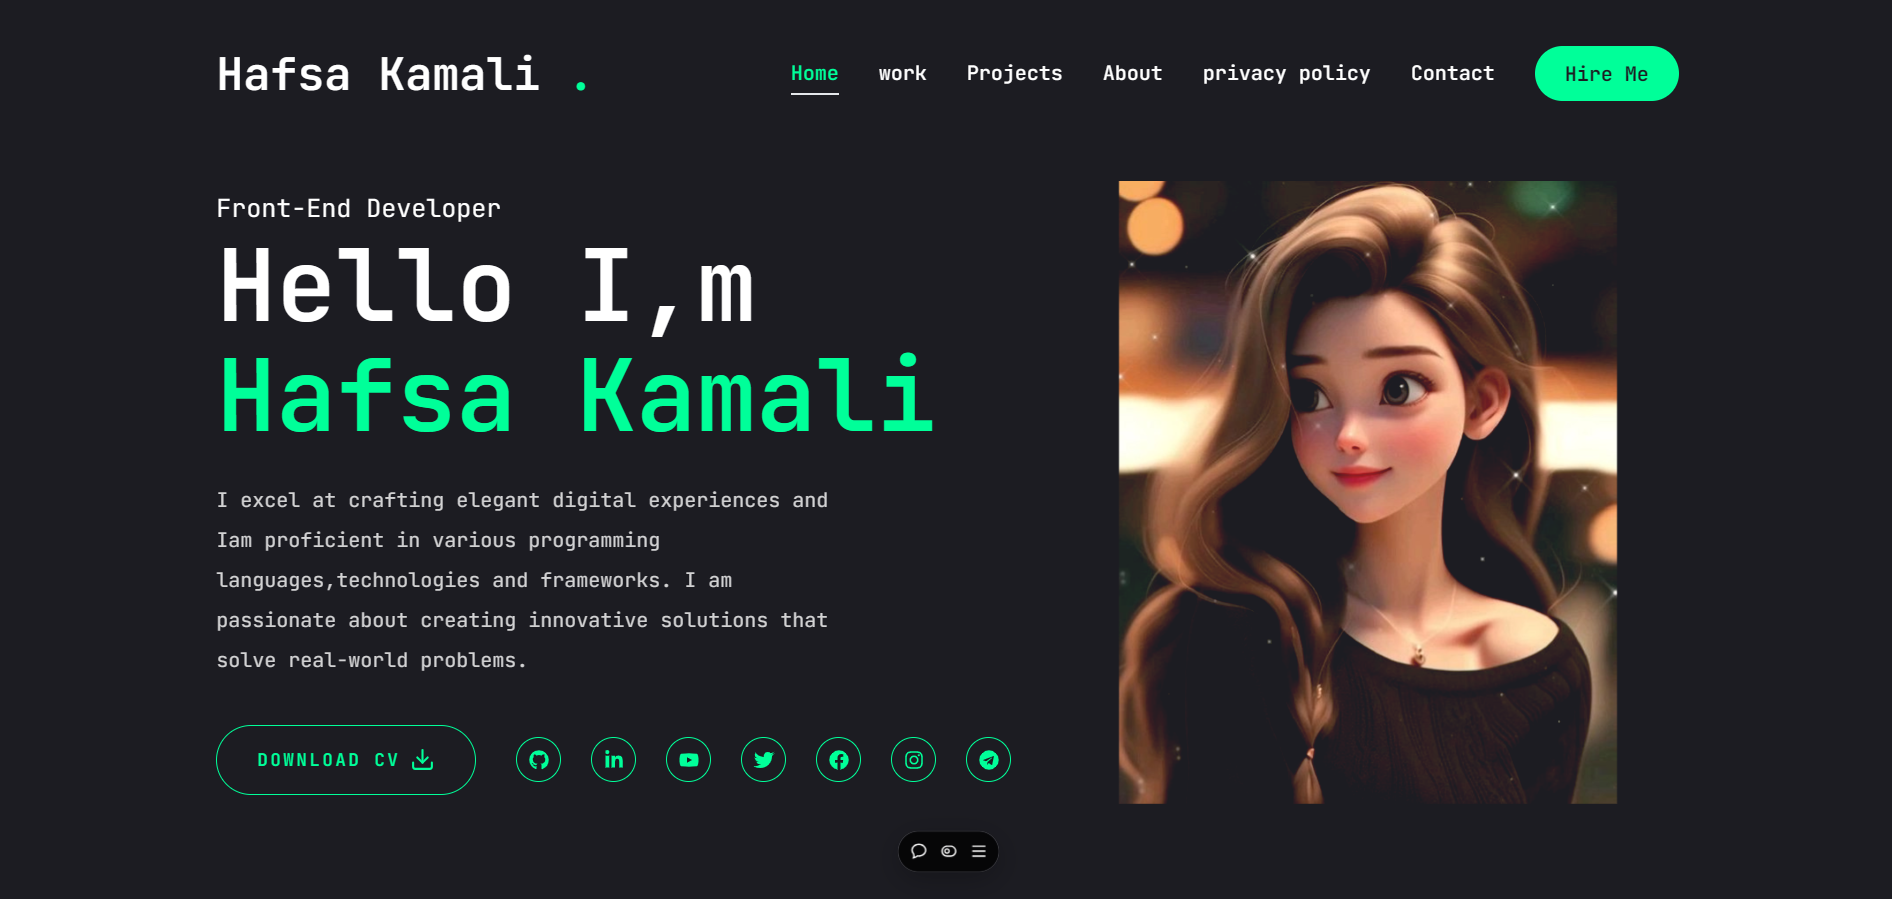 Hafsa Kamali .
Home work Projects About privacy policy Contact Hire Me
Front-End Developer
Hello I,m
Hafsa Kamali
I excel at crafting elegant digital experiences and
Iam proficient in various programming
languages,technologies and frameworks. I am
passionate about creating innovative solutions that
solve real-world problems.
DOWNLOAD CV